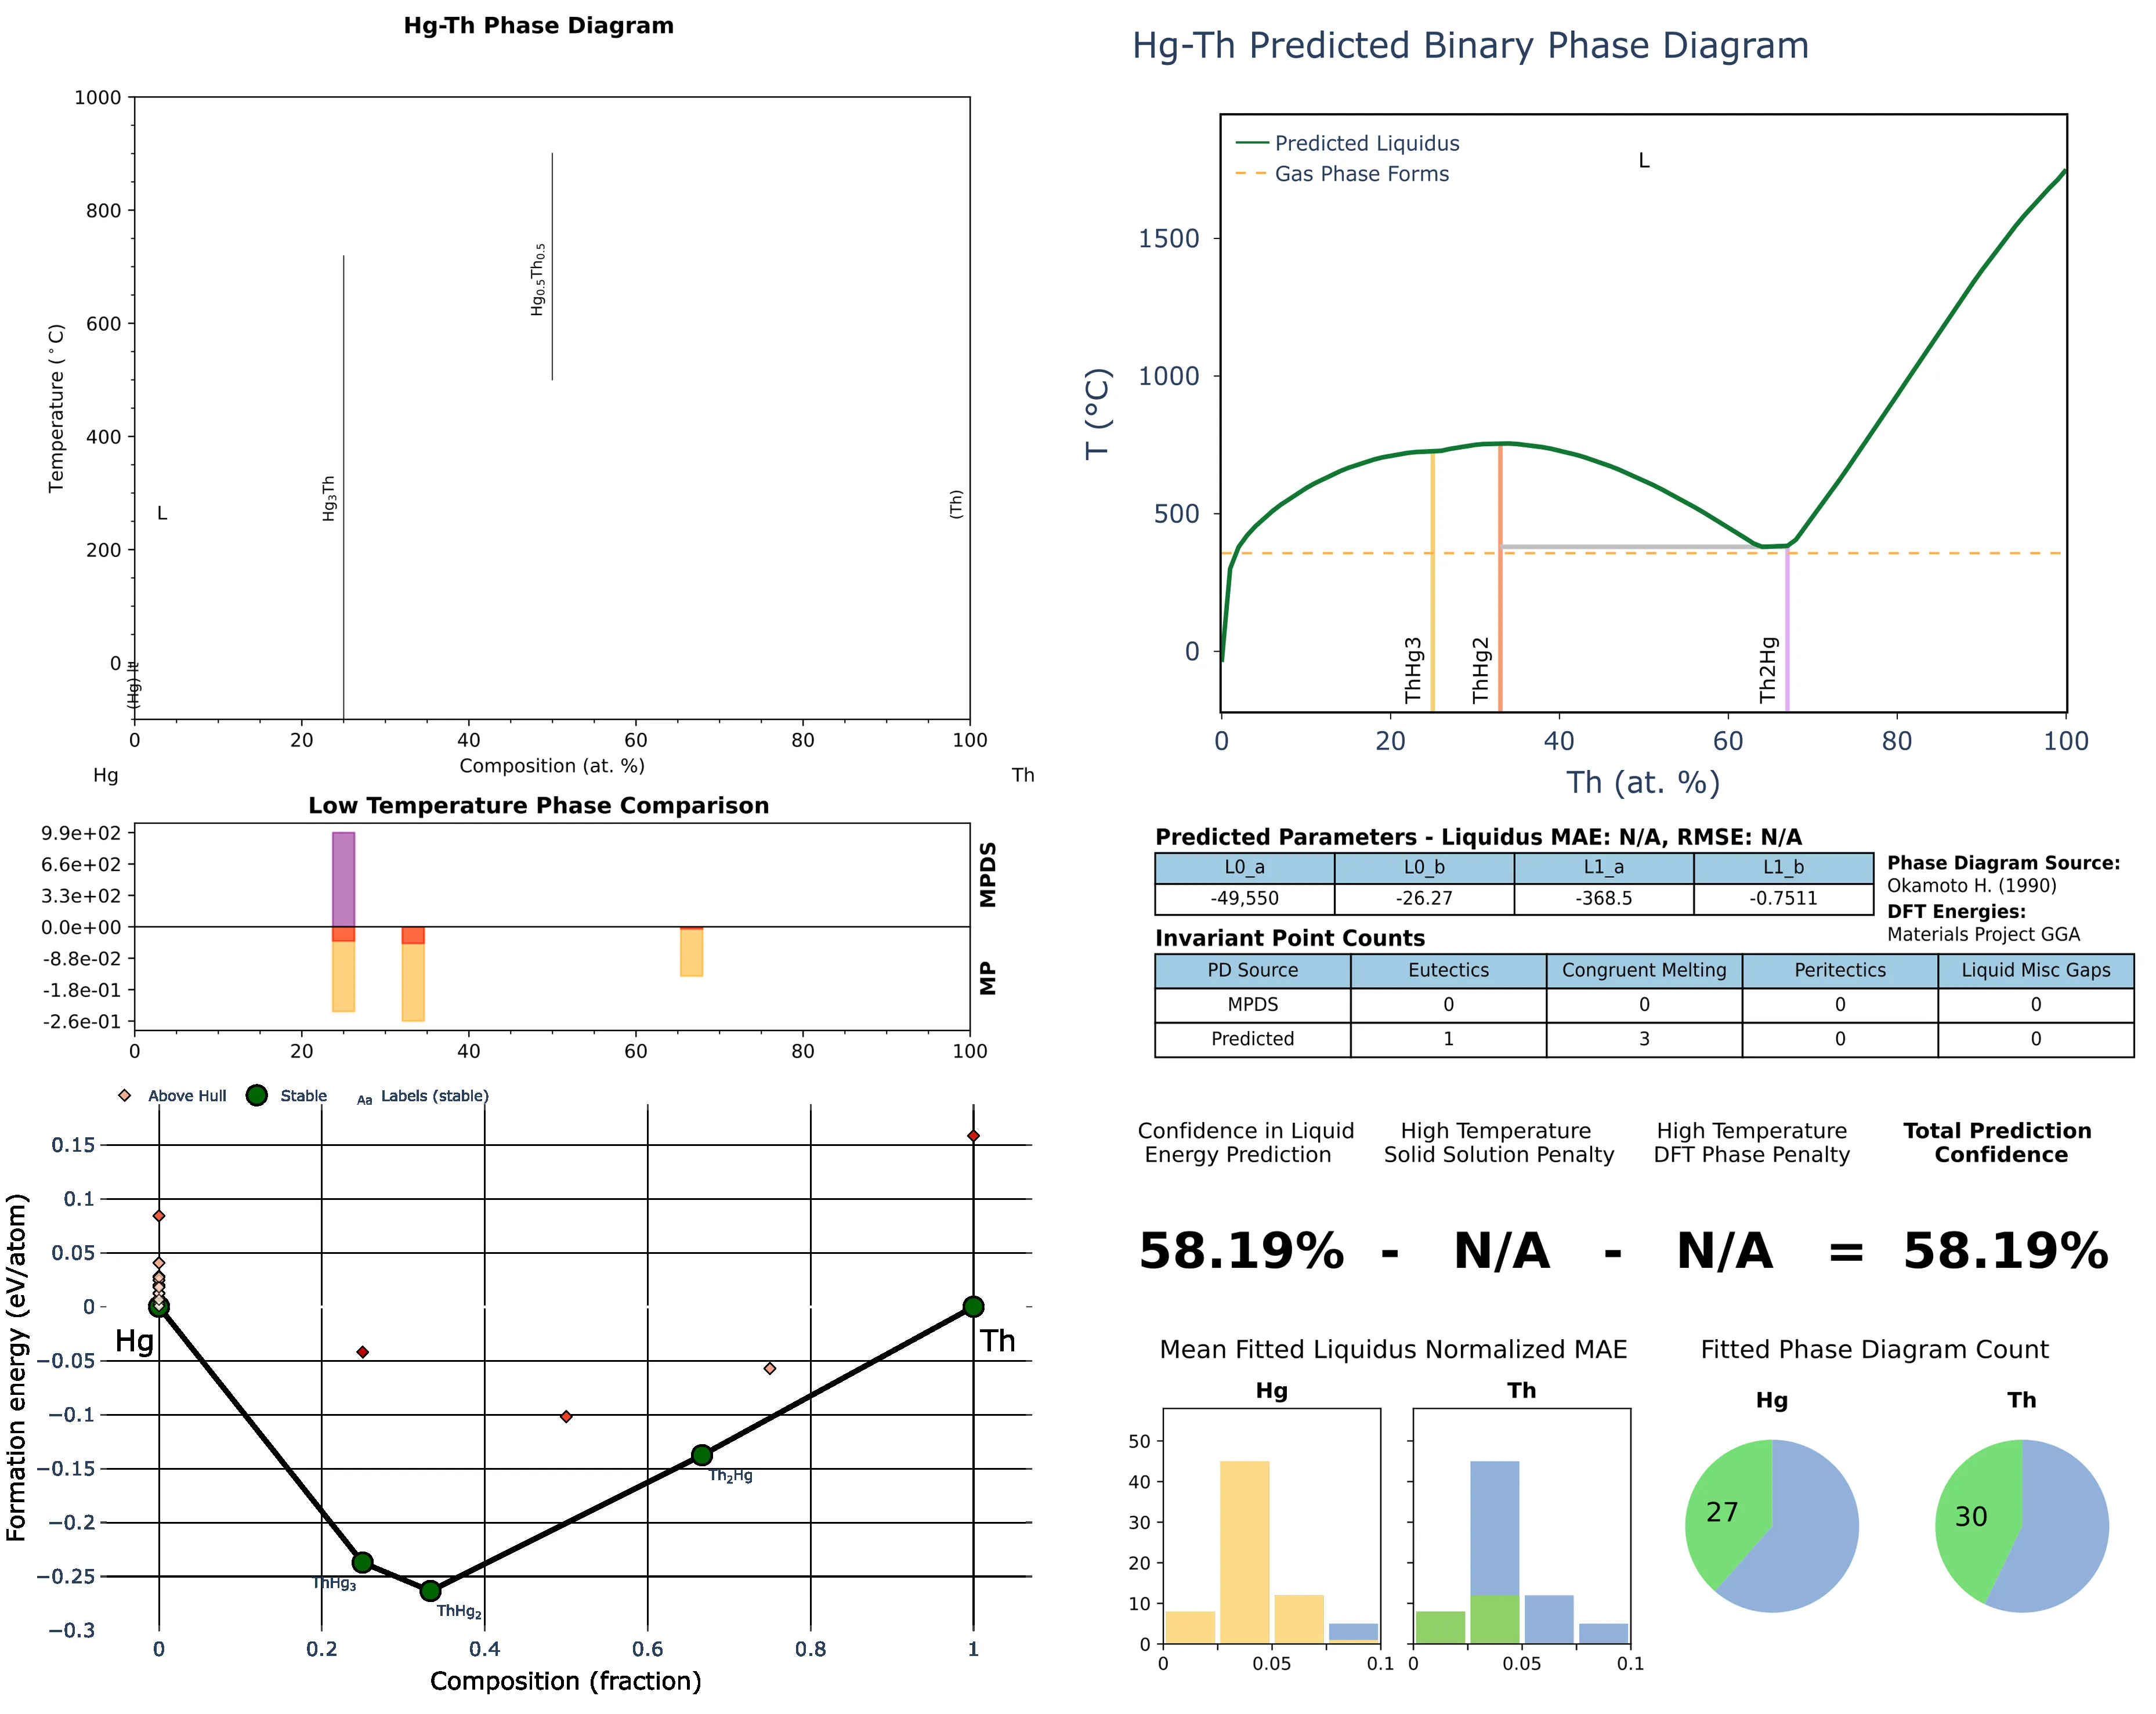 Hg-Th Phase Diagram
1000
800
600
400
200
0
Temperature (°C)
L
(Hg) lt
Hg3Th
Hg0.5Th0.5
(Th)
0 20 40 60 80 100
Composition (at. %)
Hg Th
Hg-Th Predicted Binary Phase Diagram
Predicted Liquidus
Gas Phase Forms
L
1500
1000
500
0
T (°C)
ThHg3
ThHg2
Th2Hg
0 20 40 60 80 100
Th (at. %)
Low Temperature Phase Comparison
9.9e+02
6.6e+02
3.3e+02
0.0e+00
-8.8e-02
-1.8e-01
-2.6e-01
MPDS
MP
0 20 40 60 80 100
Predicted Parameters - Liquidus MAE: N/A, RMSE: N/A
L0_a L0_b L1_a L1_b
-49,550 -26.27 -368.5 -0.7511
Phase Diagram Source:
Okamoto H. (1990)
DFT Energies:
Materials Project GGA
Invariant Point Counts
PD Source Eutectics Congruent Melting Peritectics Liquid Misc Gaps
MPDS 0 0 0 0
Predicted 1 3 0 0
Above Hull Stable Aa Labels (stable)
0.15
0.1
0.05
0
−0.05
−0.1
−0.15
−0.2
−0.25
−0.3
Formation energy (eV/atom)
Hg
Th
ThHg3
ThHg2
Th2Hg
0 0.2 0.4 0.6 0.8 1
Composition (fraction)
Confidence in Liquid
Energy Prediction
High Temperature
Solid Solution Penalty
High Temperature
DFT Phase Penalty
Total Prediction
Confidence
58.19% - N/A - N/A = 58.19%
Mean Fitted Liquidus Normalized MAE
Hg Th
50
40
30
20
10
0
0 0.05 0.1
0 0.05 0.1
Fitted Phase Diagram Count
Hg Th
27 30